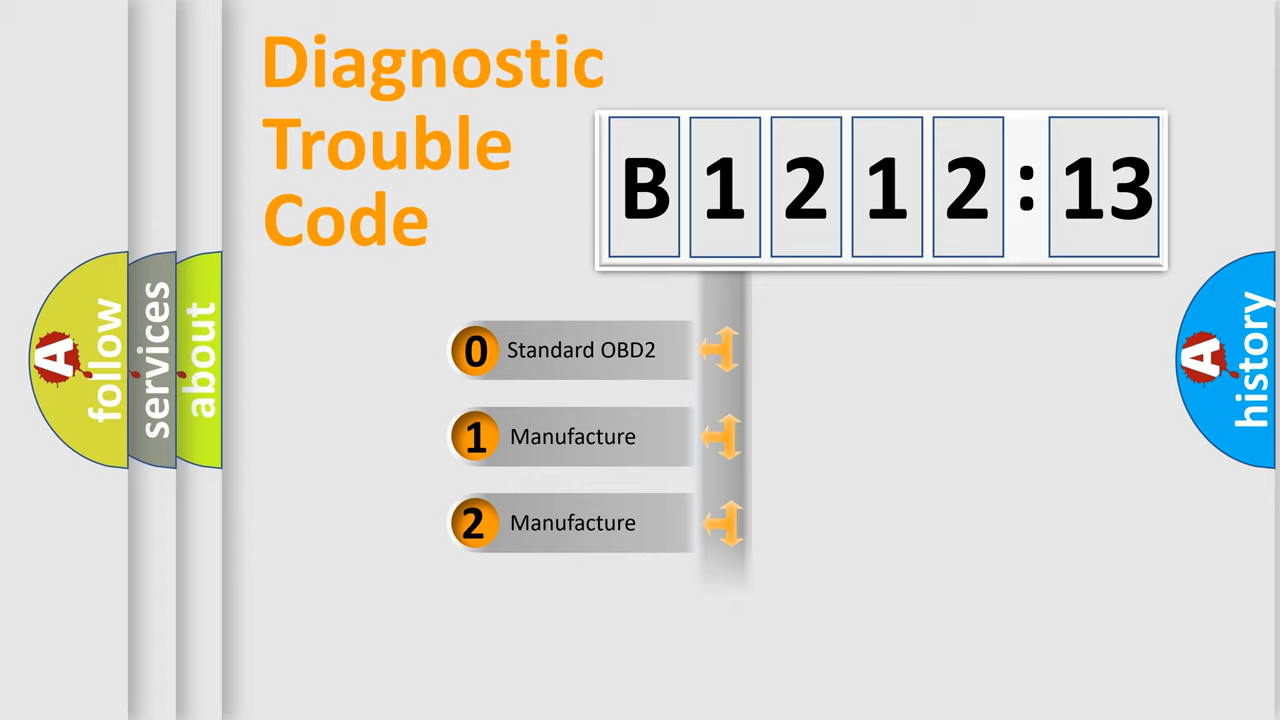 Diagnostic
Trouble
Code
B 1 2 1 2 : 13
0 Standard OBD2
1 Manufacture
2 Manufacture
A follow
services
about
A history